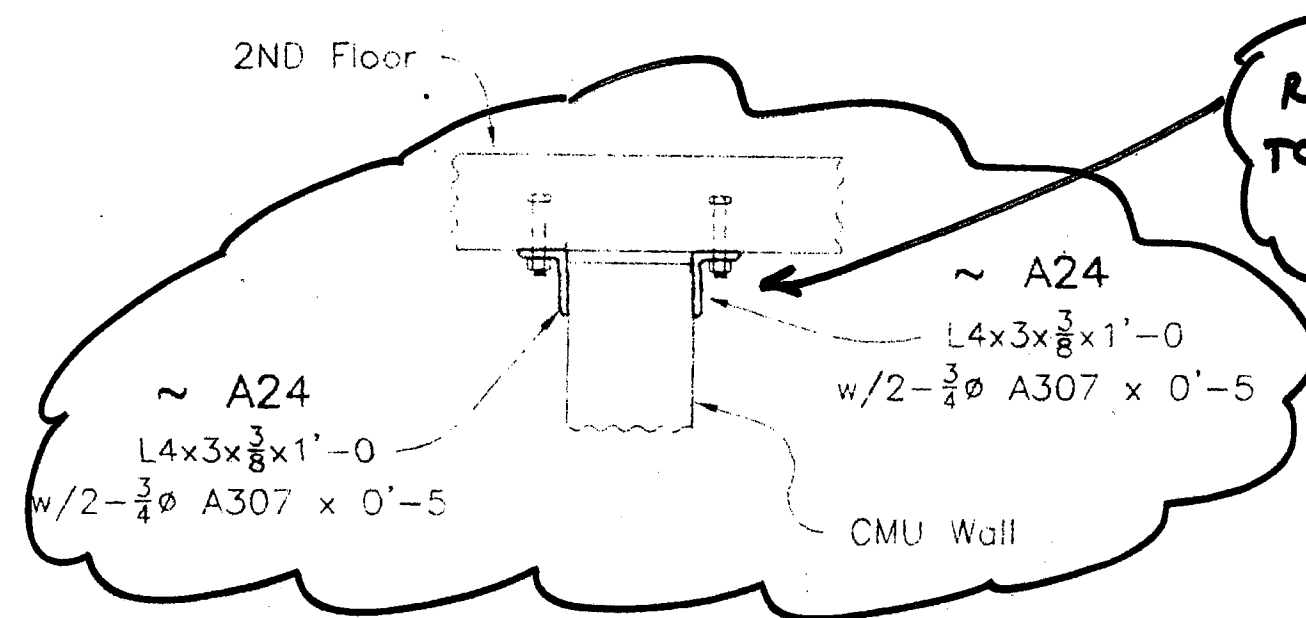 2ND Floor
TO
~ A24
L4x3x3/8x1'-0
w/2-3/4ø A307 x 0'-5
~ A24
L4x3x3/8x1'-0
w/2-3/4ø A307 x 0'-5
CMU Wall